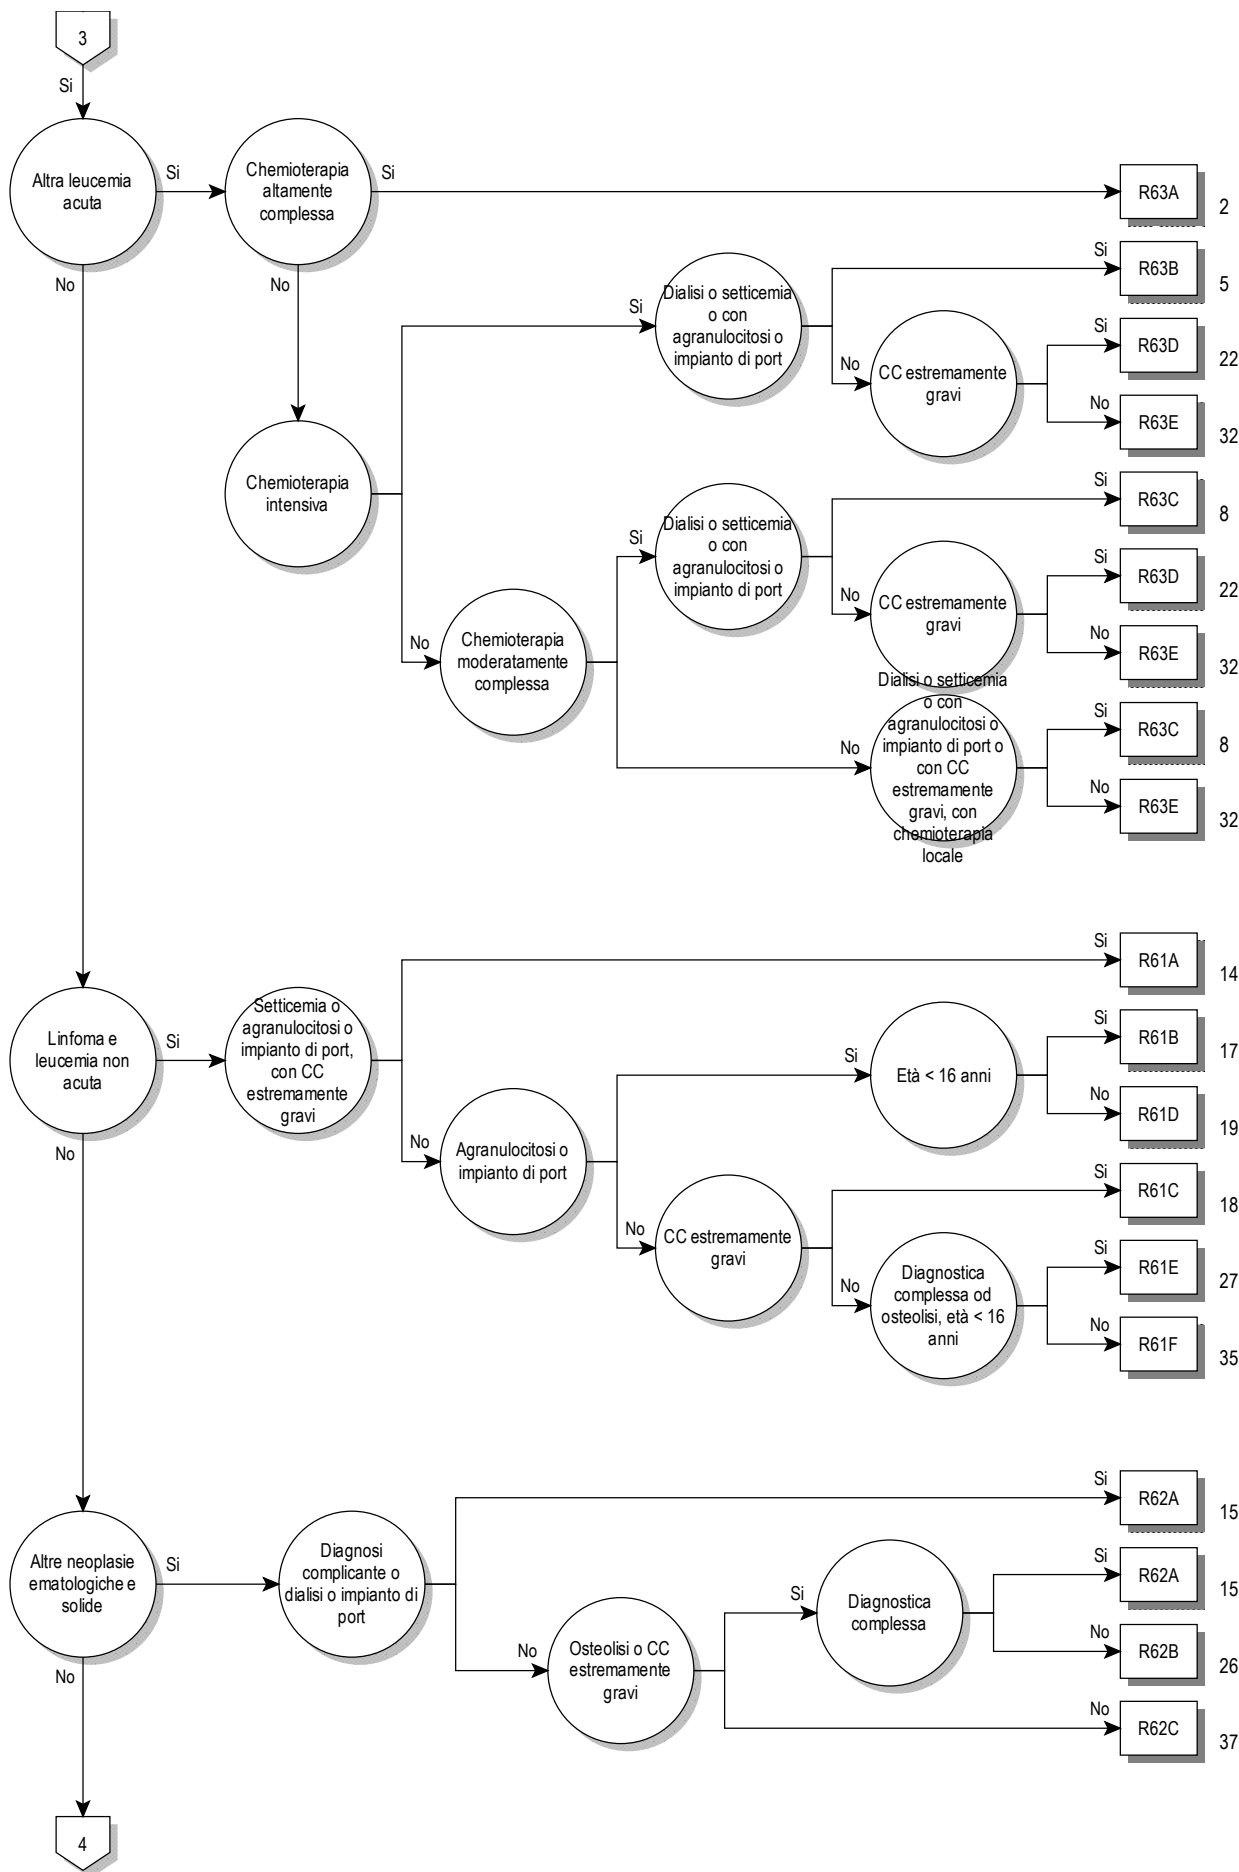 3
Si
Altra leucemia
acuta
Si
Chemioterapia
altamente
complessa
Si
R63A
2
No
No
Chemioterapia
intensiva
Si
Dialisi o setticemia
o con
agranulocitosi o
impianto di port
Si
R63B
5
No
CC estremamente
gravi
Si
R63D
22
No
R63E
32
No
Chemioterapia
moderatamente
complessa
Si
Dialisi o setticemia
o con
agranulocitosi o
impianto di port
Si
R63C
8
No
CC estremamente
gravi
Si
R63D
22
No
R63E
32
No
Dialisi o setticemia
o con
agranulocitosi o
impianto di port o
con CC
estremamente
gravi, con
chemioterapia
locale
Si
R63C
8
No
R63E
32
Linfoma e
leucemia non
acuta
Si
Setticemia o
agranulocitosi o
impianto di port,
con CC
estremamente
gravi
Si
R61A
14
No
No
Agranulocitosi o
impianto di port
Si
Età < 16 anni
Si
R61B
17
No
R61D
19
No
CC estremamente
gravi
Si
R61C
18
No
Diagnostica
complessa od
osteolisi, età < 16
anni
Si
R61E
27
No
R61F
35
Altre neoplasie
ematologiche e
solide
Si
Diagnosi
complicante o
dialisi o impianto di
port
Si
R62A
15
No
No
Osteolisi o CC
estremamente
gravi
Si
Diagnostica
complessa
Si
R62A
15
No
R62B
26
No
R62C
37
4